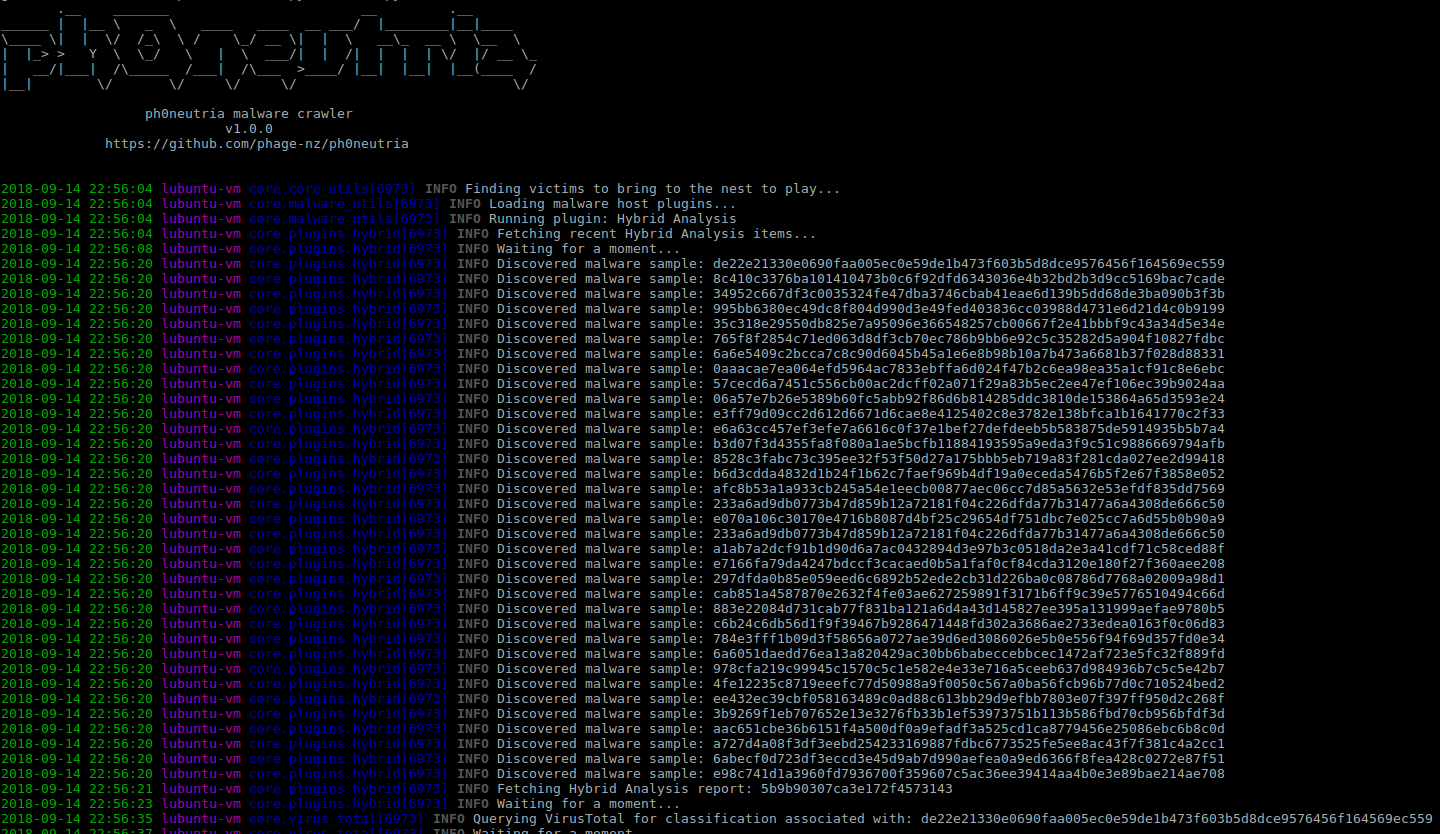 ph0neutria malware crawler
v1.0.0
https://github.com/phage-nz/ph0neutria
2018-09-14 22:56:04 lubuntu-vm core.core_utils[6973] INFO Finding victims to bring to the nest to play...
2018-09-14 22:56:04 lubuntu-vm core.malware_utils[6973] INFO Loading malware host plugins...
2018-09-14 22:56:04 lubuntu-vm core.malware_utils[6973] INFO Running plugin: Hybrid Analysis
2018-09-14 22:56:04 lubuntu-vm core.plugins.hybrid[6973] INFO Fetching recent Hybrid Analysis items...
2018-09-14 22:56:08 lubuntu-vm core.plugins.hybrid[6973] INFO Waiting for a moment...
2018-09-14 22:56:20 lubuntu-vm core.plugins.hybrid[6973] INFO Discovered malware sample: de22e21330e0690faa005ec0e59de1b473f603b5d8dce9576456f164569ec559
2018-09-14 22:56:20 lubuntu-vm core.plugins.hybrid[6973] INFO Discovered malware sample: 8c410c3376ba101410473b0c6f92dfd6343036e4b32bd2b3d9cc5169bac7cade
2018-09-14 22:56:20 lubuntu-vm core.plugins.hybrid[6973] INFO Discovered malware sample: 34952c667df3c0035324fe47dba3746cbab41eae6d139b5dd68de3ba090b3f3b
2018-09-14 22:56:20 lubuntu-vm core.plugins.hybrid[6973] INFO Discovered malware sample: 995bb6380ec49dc8f804d990d3e49fed403836cc03988d4731e6d21d4c0b9199
2018-09-14 22:56:20 lubuntu-vm core.plugins.hybrid[6973] INFO Discovered malware sample: 35c318e29550db825e7a95096e366548257cb00667f2e41bbbf9c43a34d5e34e
2018-09-14 22:56:20 lubuntu-vm core.plugins.hybrid[6973] INFO Discovered malware sample: 765f8f2854c71ed063d8df3cb70ec786b9bb6e92c5c35282d5a904f10827fdbc
2018-09-14 22:56:20 lubuntu-vm core.plugins.hybrid[6973] INFO Discovered malware sample: 6a6e5409c2bcca7c8c90d6045b45a1e6e8b98b10a7b473a6681b37f028d88331
2018-09-14 22:56:20 lubuntu-vm core.plugins.hybrid[6973] INFO Discovered malware sample: 0aaacae7ea064efd5964ac7833ebffa6d024f47b2c6ea98ea35a1cf91c8e6ebc
2018-09-14 22:56:20 lubuntu-vm core.plugins.hybrid[6973] INFO Discovered malware sample: 57cecd6a7451c556cb00ac2dcff02a071f29a83b5ec2ee47ef106ec39b9024aa
2018-09-14 22:56:20 lubuntu-vm core.plugins.hybrid[6973] INFO Discovered malware sample: 06a57e7b26e5389b60fc5abb92f86d6b814285ddc3810de153864a65d3593e24
2018-09-14 22:56:20 lubuntu-vm core.plugins.hybrid[6973] INFO Discovered malware sample: e3ff79d09cc2d612d6671d6cae8e4125402c8e3782e138bfca1b1641770c2f33
2018-09-14 22:56:20 lubuntu-vm core.plugins.hybrid[6973] INFO Discovered malware sample: e6a63cc457ef3efe7a6616c0f37e1bef27defdeeb5b583875de5914935b5b7a4
2018-09-14 22:56:20 lubuntu-vm core.plugins.hybrid[6973] INFO Discovered malware sample: b3d07f3d4355fa8f080a1ae5bcfb11884193595a9eda3f9c51c9886669794afb
2018-09-14 22:56:20 lubuntu-vm core.plugins.hybrid[6973] INFO Discovered malware sample: 8528c3fabc73c395ee32f53f50d27a175bbb5eb719a83f281cda027ee2d99418
2018-09-14 22:56:20 lubuntu-vm core.plugins.hybrid[6973] INFO Discovered malware sample: b6d3cdda4832d1b24f1b62c7faef969b4df19a0eceda5476b5f2e67f3858e052
2018-09-14 22:56:20 lubuntu-vm core.plugins.hybrid[6973] INFO Discovered malware sample: afc8b53a1a933cb245a54e1eecb00877aec06cc7d85a5632e53efdf835dd7569
2018-09-14 22:56:20 lubuntu-vm core.plugins.hybrid[6973] INFO Discovered malware sample: 233a6ad9db0773b47d859b12a72181f04c226dfda77b31477a6a4308de666c50
2018-09-14 22:56:20 lubuntu-vm core.plugins.hybrid[6973] INFO Discovered malware sample: e070a106c30170e4716b8087d4bf25c29654df751dbc7e025cc7a6d55b0b90a9
2018-09-14 22:56:20 lubuntu-vm core.plugins.hybrid[6973] INFO Discovered malware sample: 233a6ad9db0773b47d859b12a72181f04c226dfda77b31477a6a4308de666c50
2018-09-14 22:56:20 lubuntu-vm core.plugins.hybrid[6973] INFO Discovered malware sample: a1ab7a2dcf91b1d90d6a7ac0432894d3e97b3c0518da2e3a41cdf71c58ced88f
2018-09-14 22:56:20 lubuntu-vm core.plugins.hybrid[6973] INFO Discovered malware sample: e7166fa79da4247bdccf3cacaed0b5a1faf0cf84cda3120e180f27f360aee208
2018-09-14 22:56:20 lubuntu-vm core.plugins.hybrid[6973] INFO Discovered malware sample: 297dfda0b85e059eed6c6892b52ede2cb31d226ba0c08786d7768a02009a98d1
2018-09-14 22:56:20 lubuntu-vm core.plugins.hybrid[6973] INFO Discovered malware sample: cab851a4587870e2632f4fe03ae627259891f3171b6ff9c39e5776510494c66d
2018-09-14 22:56:20 lubuntu-vm core.plugins.hybrid[6973] INFO Discovered malware sample: 883e22084d731cab77f831ba121a6d4a43d145827ee395a131999aefae9780b5
2018-09-14 22:56:20 lubuntu-vm core.plugins.hybrid[6973] INFO Discovered malware sample: c6b24c6db56d1f9f39467b9286471448fd302a3686ae2733edea0163f0c06d83
2018-09-14 22:56:20 lubuntu-vm core.plugins.hybrid[6973] INFO Discovered malware sample: 784e3fff1b09d3f58656a0727ae39d6ed3086026e5b0e556f94f69d357fd0e34
2018-09-14 22:56:20 lubuntu-vm core.plugins.hybrid[6973] INFO Discovered malware sample: 6a6051daedd76ea13a820429ac30bb6babeccebbcec1472af723e5fc32f889fd
2018-09-14 22:56:20 lubuntu-vm core.plugins.hybrid[6973] INFO Discovered malware sample: 978cfa219c99945c1570c5c1e582e4e33e716a5ceeb637d984936b7c5c5e42b7
2018-09-14 22:56:20 lubuntu-vm core.plugins.hybrid[6973] INFO Discovered malware sample: 4fe12235c8719eeefc77d50988a9f0050c567a0ba56fcb96b77d0c710524bed2
2018-09-14 22:56:20 lubuntu-vm core.plugins.hybrid[6973] INFO Discovered malware sample: ee432ec39cbf058163489c0ad88c613bb29d9efbb7803e07f397ff950d2c268f
2018-09-14 22:56:20 lubuntu-vm core.plugins.hybrid[6973] INFO Discovered malware sample: 3b9269f1eb707652e13e3276fb33b1ef53973751b113b586fbd70cb956bfdf3d
2018-09-14 22:56:20 lubuntu-vm core.plugins.hybrid[6973] INFO Discovered malware sample: aac651cbe36b6151f4a500df0a9efadf3a525cd1ca8779456e25086ebc6b8c0d
2018-09-14 22:56:20 lubuntu-vm core.plugins.hybrid[6973] INFO Discovered malware sample: a727d4a08f3df3eebd254233169887fdbc6773525fe5ee8ac43f7f381c4a2cc1
2018-09-14 22:56:20 lubuntu-vm core.plugins.hybrid[6973] INFO Discovered malware sample: 6abecf0d723df3eccd3e45d9ab7d990aefea0a9ed6366f8fea428c0272e87f51
2018-09-14 22:56:20 lubuntu-vm core.plugins.hybrid[6973] INFO Discovered malware sample: e98c741d1a3960fd7936700f359607c5ac36ee39414aa4b0e3e89bae214ae708
2018-09-14 22:56:21 lubuntu-vm core.plugins.hybrid[6973] INFO Fetching Hybrid Analysis report: 5b9b90307ca3e172f4573143
2018-09-14 22:56:23 lubuntu-vm core.plugins.hybrid[6973] INFO Waiting for a moment...
2018-09-14 22:56:35 lubuntu-vm core.virus_total[6973] INFO Querying VirusTotal for classification associated with: de22e21330e0690faa005ec0e59de1b473f603b5d8dce9576456f164569ec559
2018-09-14 22:56:37 lubuntu-vm core.virus_total[6973] INFO Waiting for a moment